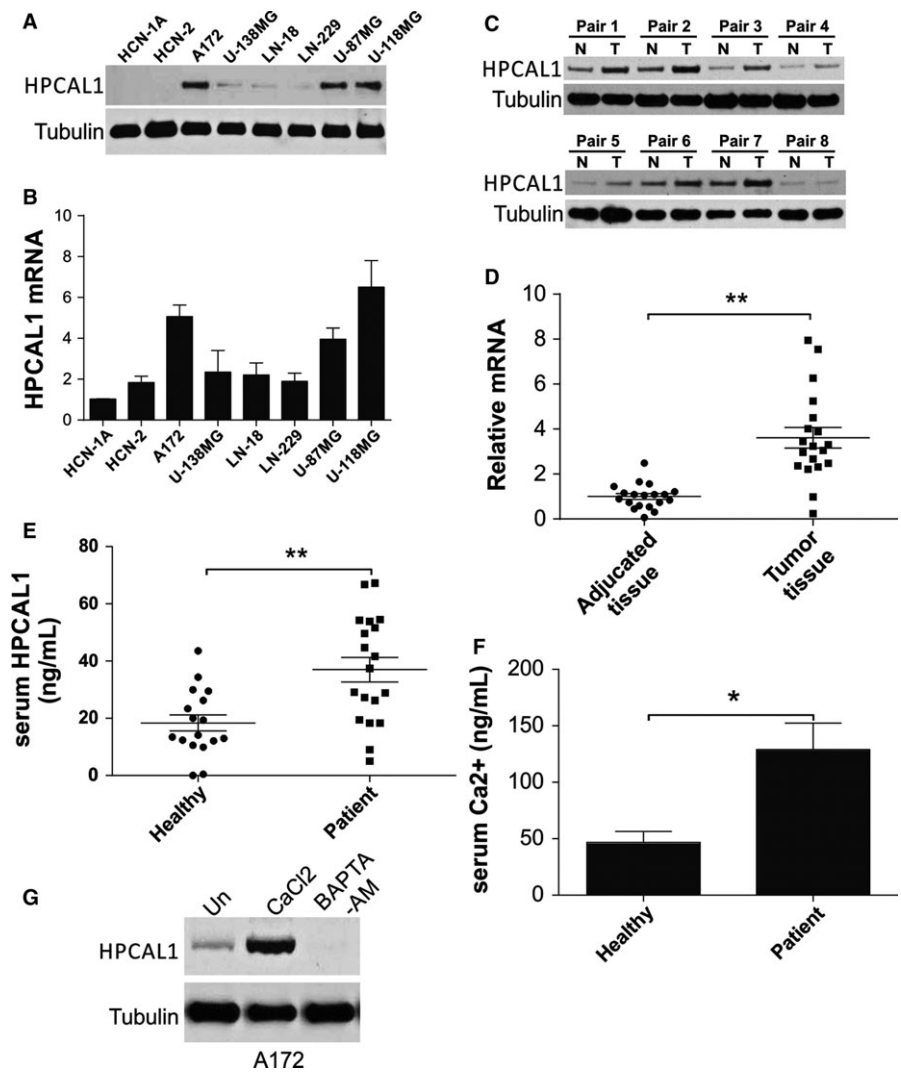 A
HCN-1A
HCN-2
A172
U-138MG
LN-18
LN-229
U-87MG
U-118MG
HPCAL1
Tubulin
B
HPCAL1 mRNA
10
8
6
4
2
0
HCN-1A
HCN-2
A172
U-138MG
LN-18
LN-229
U-87MG
U-118MG
C
Pair 1 Pair 2 Pair 3 Pair 4
N T N T N T N T
HPCAL1
Tubulin
Pair 5 Pair 6 Pair 7 Pair 8
N T N T N T N T
HPCAL1
Tubulin
D
Relative mRNA
10
8
6
4
2
0
**
Adjucated
tissue
Tumor
tissue
E
serum HPCAL1
(ng/mL)
80
60
40
20
0
**
Healthy
Patient
F
serum Ca2+ (ng/mL)
200
150
100
50
0
*
Healthy
Patient
G
Un
CaCl2
BAPTA
-AM
HPCAL1
Tubulin
A172